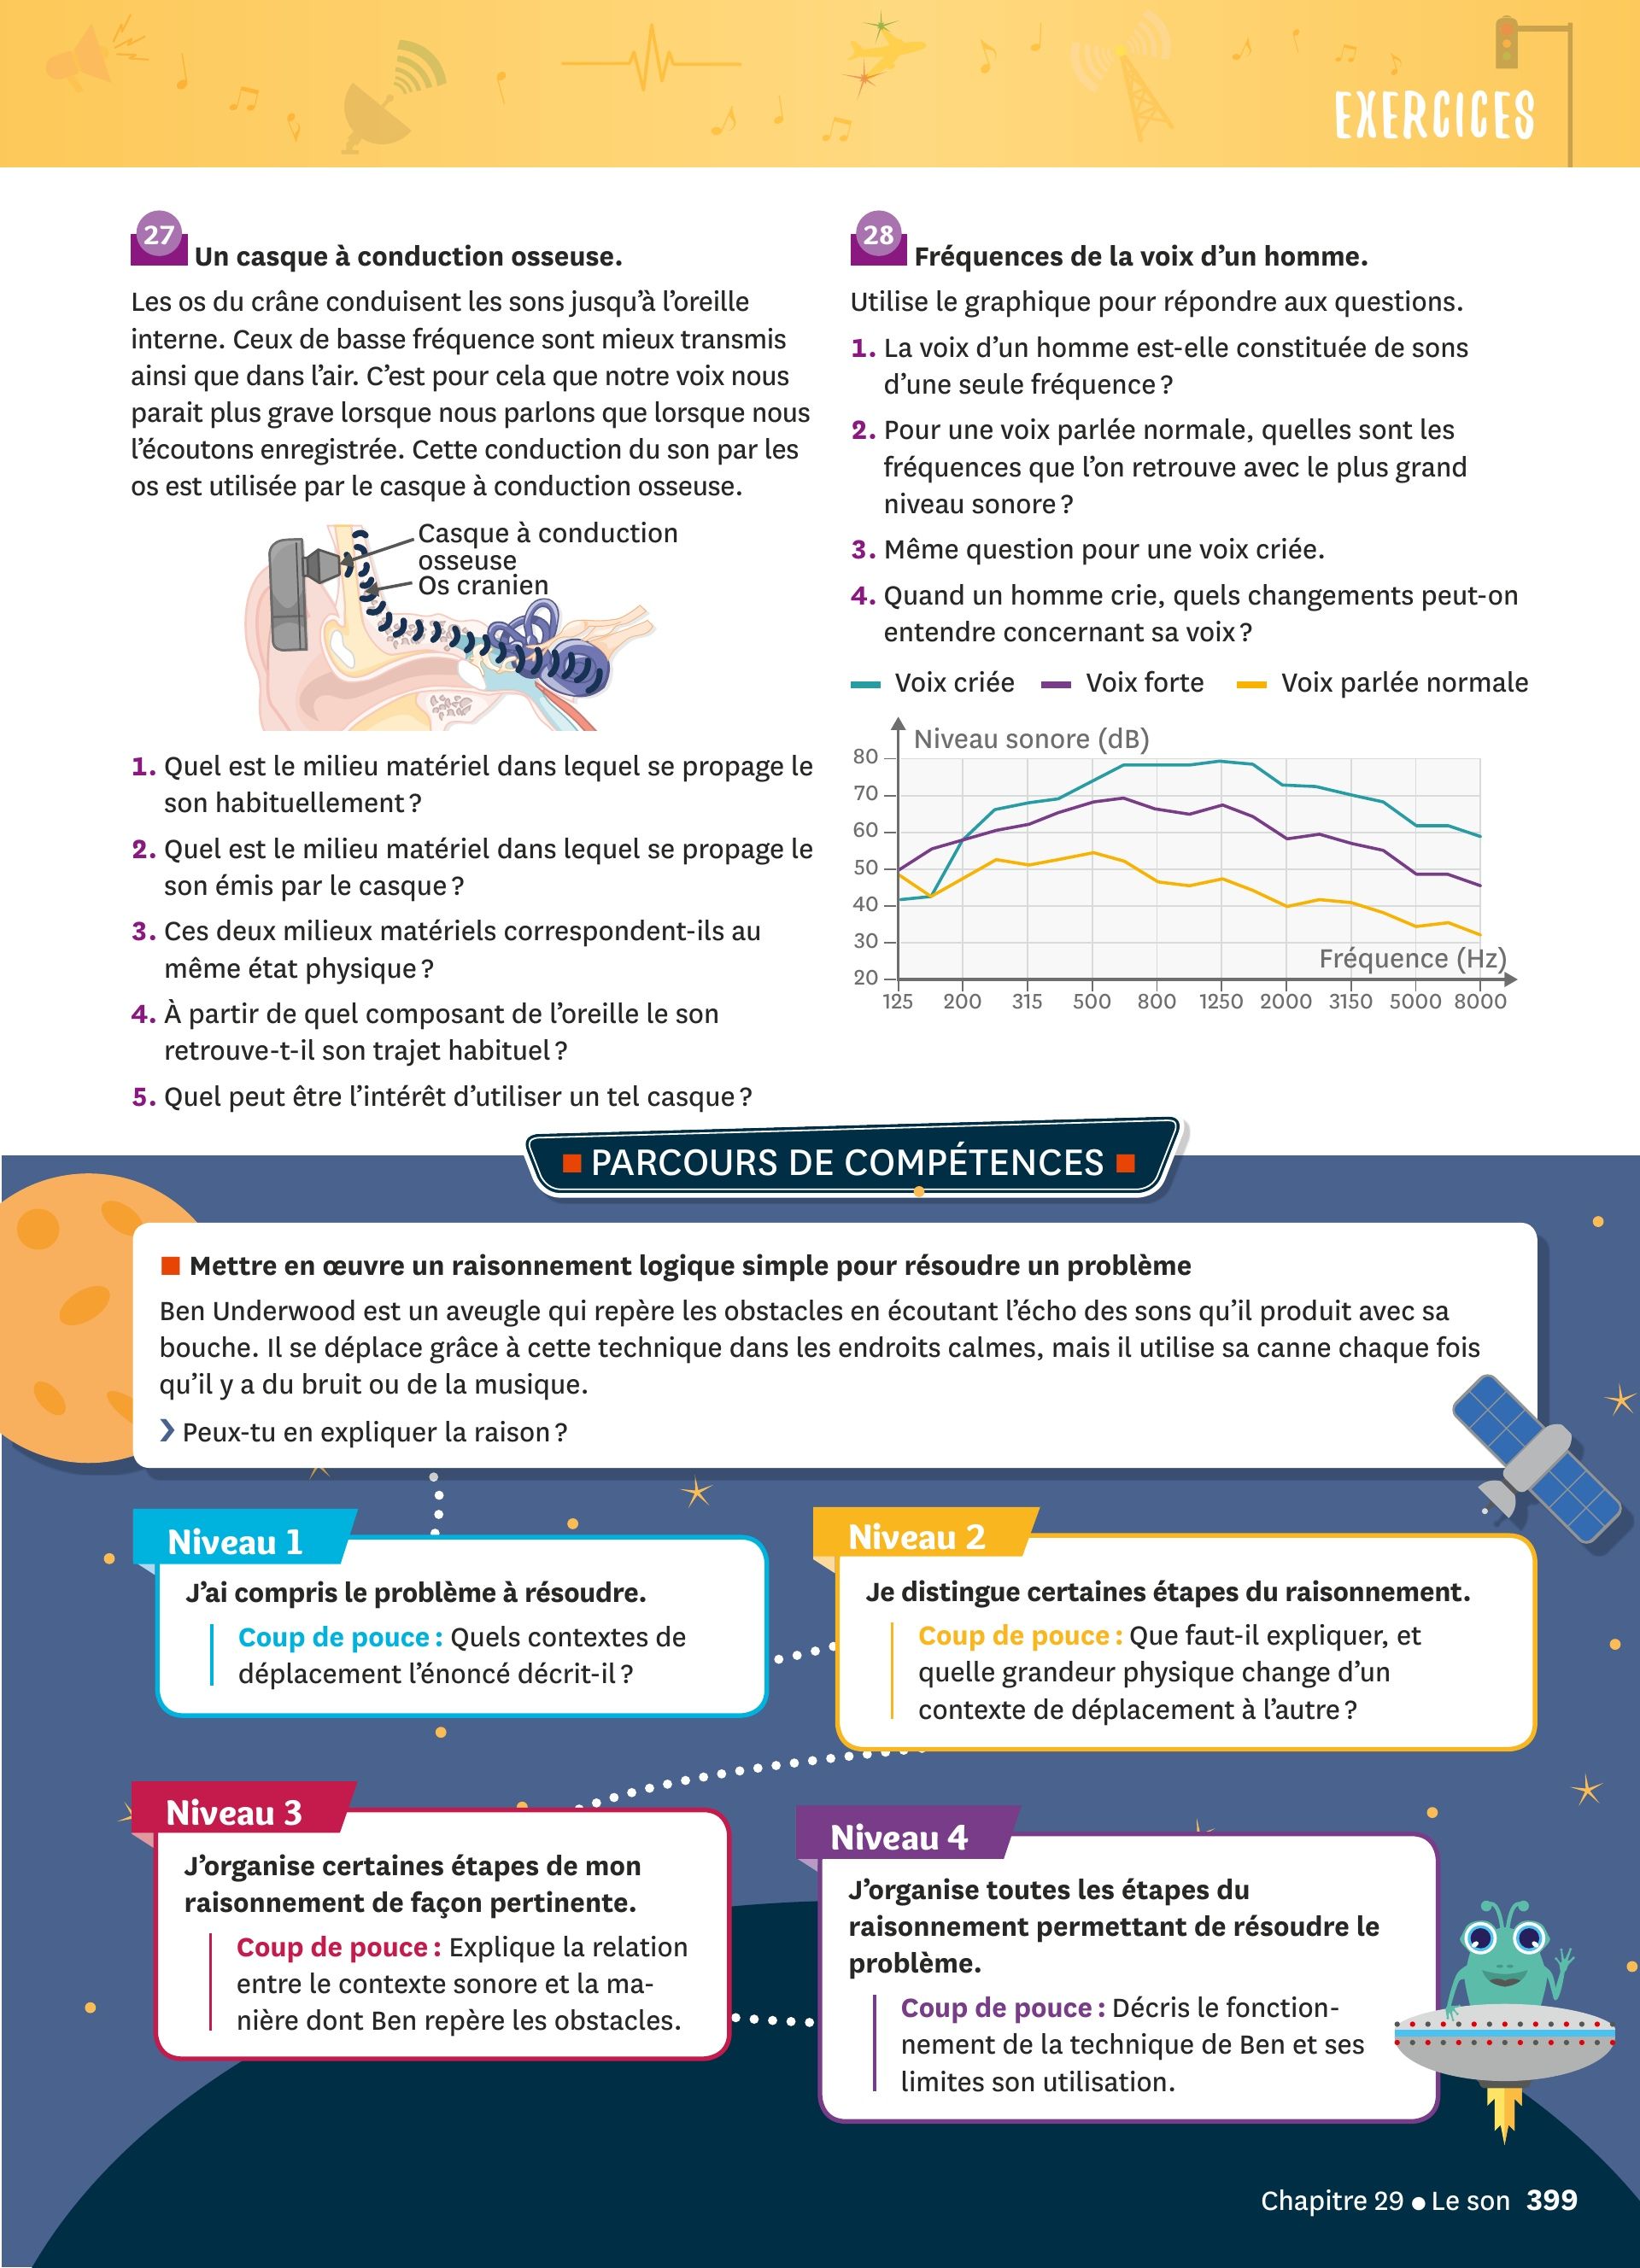 EXERCICES
27 Un casque à conduction osseuse.
Les os du crâne conduisent les sons jusqu’à l’oreille
interne. Ceux de basse fréquence sont mieux transmis
ainsi que dans l’air. C’est pour cela que notre voix nous
parait plus grave lorsque nous parlons que lorsque nous
l’écoutons enregistrée. Cette conduction du son par les
os est utilisée par le casque à conduction osseuse.
Casque à conduction
osseuse
Os cranien
1. Quel est le milieu matériel dans lequel se propage le
son habituellement ?
2. Quel est le milieu matériel dans lequel se propage le
son émis par le casque ?
3. Ces deux milieux matériels correspondent-ils au
même état physique ?
4. À partir de quel composant de l’oreille le son
retrouve-t-il son trajet habituel ?
5. Quel peut être l’intérêt d’utiliser un tel casque ?
28 Fréquences de la voix d’un homme.
Utilise le graphique pour répondre aux questions.
1. La voix d’un homme est-elle constituée de sons
d’une seule fréquence ?
2. Pour une voix parlée normale, quelles sont les
fréquences que l’on retrouve avec le plus grand
niveau sonore ?
3. Même question pour une voix criée.
4. Quand un homme crie, quels changements peut-on
entendre concernant sa voix ?
Voix criée Voix forte Voix parlée normale
Niveau sonore (dB)
80
70
60
50
40
30
20
Fréquence (Hz)
125 200 315 500 800 1250 2000 3150 5000 8000
PARCOURS DE COMPÉTENCES
Mettre en œuvre un raisonnement logique simple pour résoudre un problème
Ben Underwood est un aveugle qui repère les obstacles en écoutant l’écho des sons qu’il produit avec sa
bouche. Il se déplace grâce à cette technique dans les endroits calmes, mais il utilise sa canne chaque fois
qu’il y a du bruit ou de la musique.
Peux-tu en expliquer la raison ?
Niveau 1
J’ai compris le problème à résoudre.
Coup de pouce : Quels contextes de
déplacement l’énoncé décrit-il ?
Niveau 2
Je distingue certaines étapes du raisonnement.
Coup de pouce : Que faut-il expliquer, et
quelle grandeur physique change d’un
contexte de déplacement à l’autre ?
Niveau 3
J’organise certaines étapes de mon
raisonnement de façon pertinente.
Coup de pouce : Explique la relation
entre le contexte sonore et la ma-
nière dont Ben repère les obstacles.
Niveau 4
J’organise toutes les étapes du
raisonnement permettant de résoudre le
problème.
Coup de pouce : Décris le fonction-
nement de la technique de Ben et ses
limites son utilisation.
Chapitre 29 • Le son 399